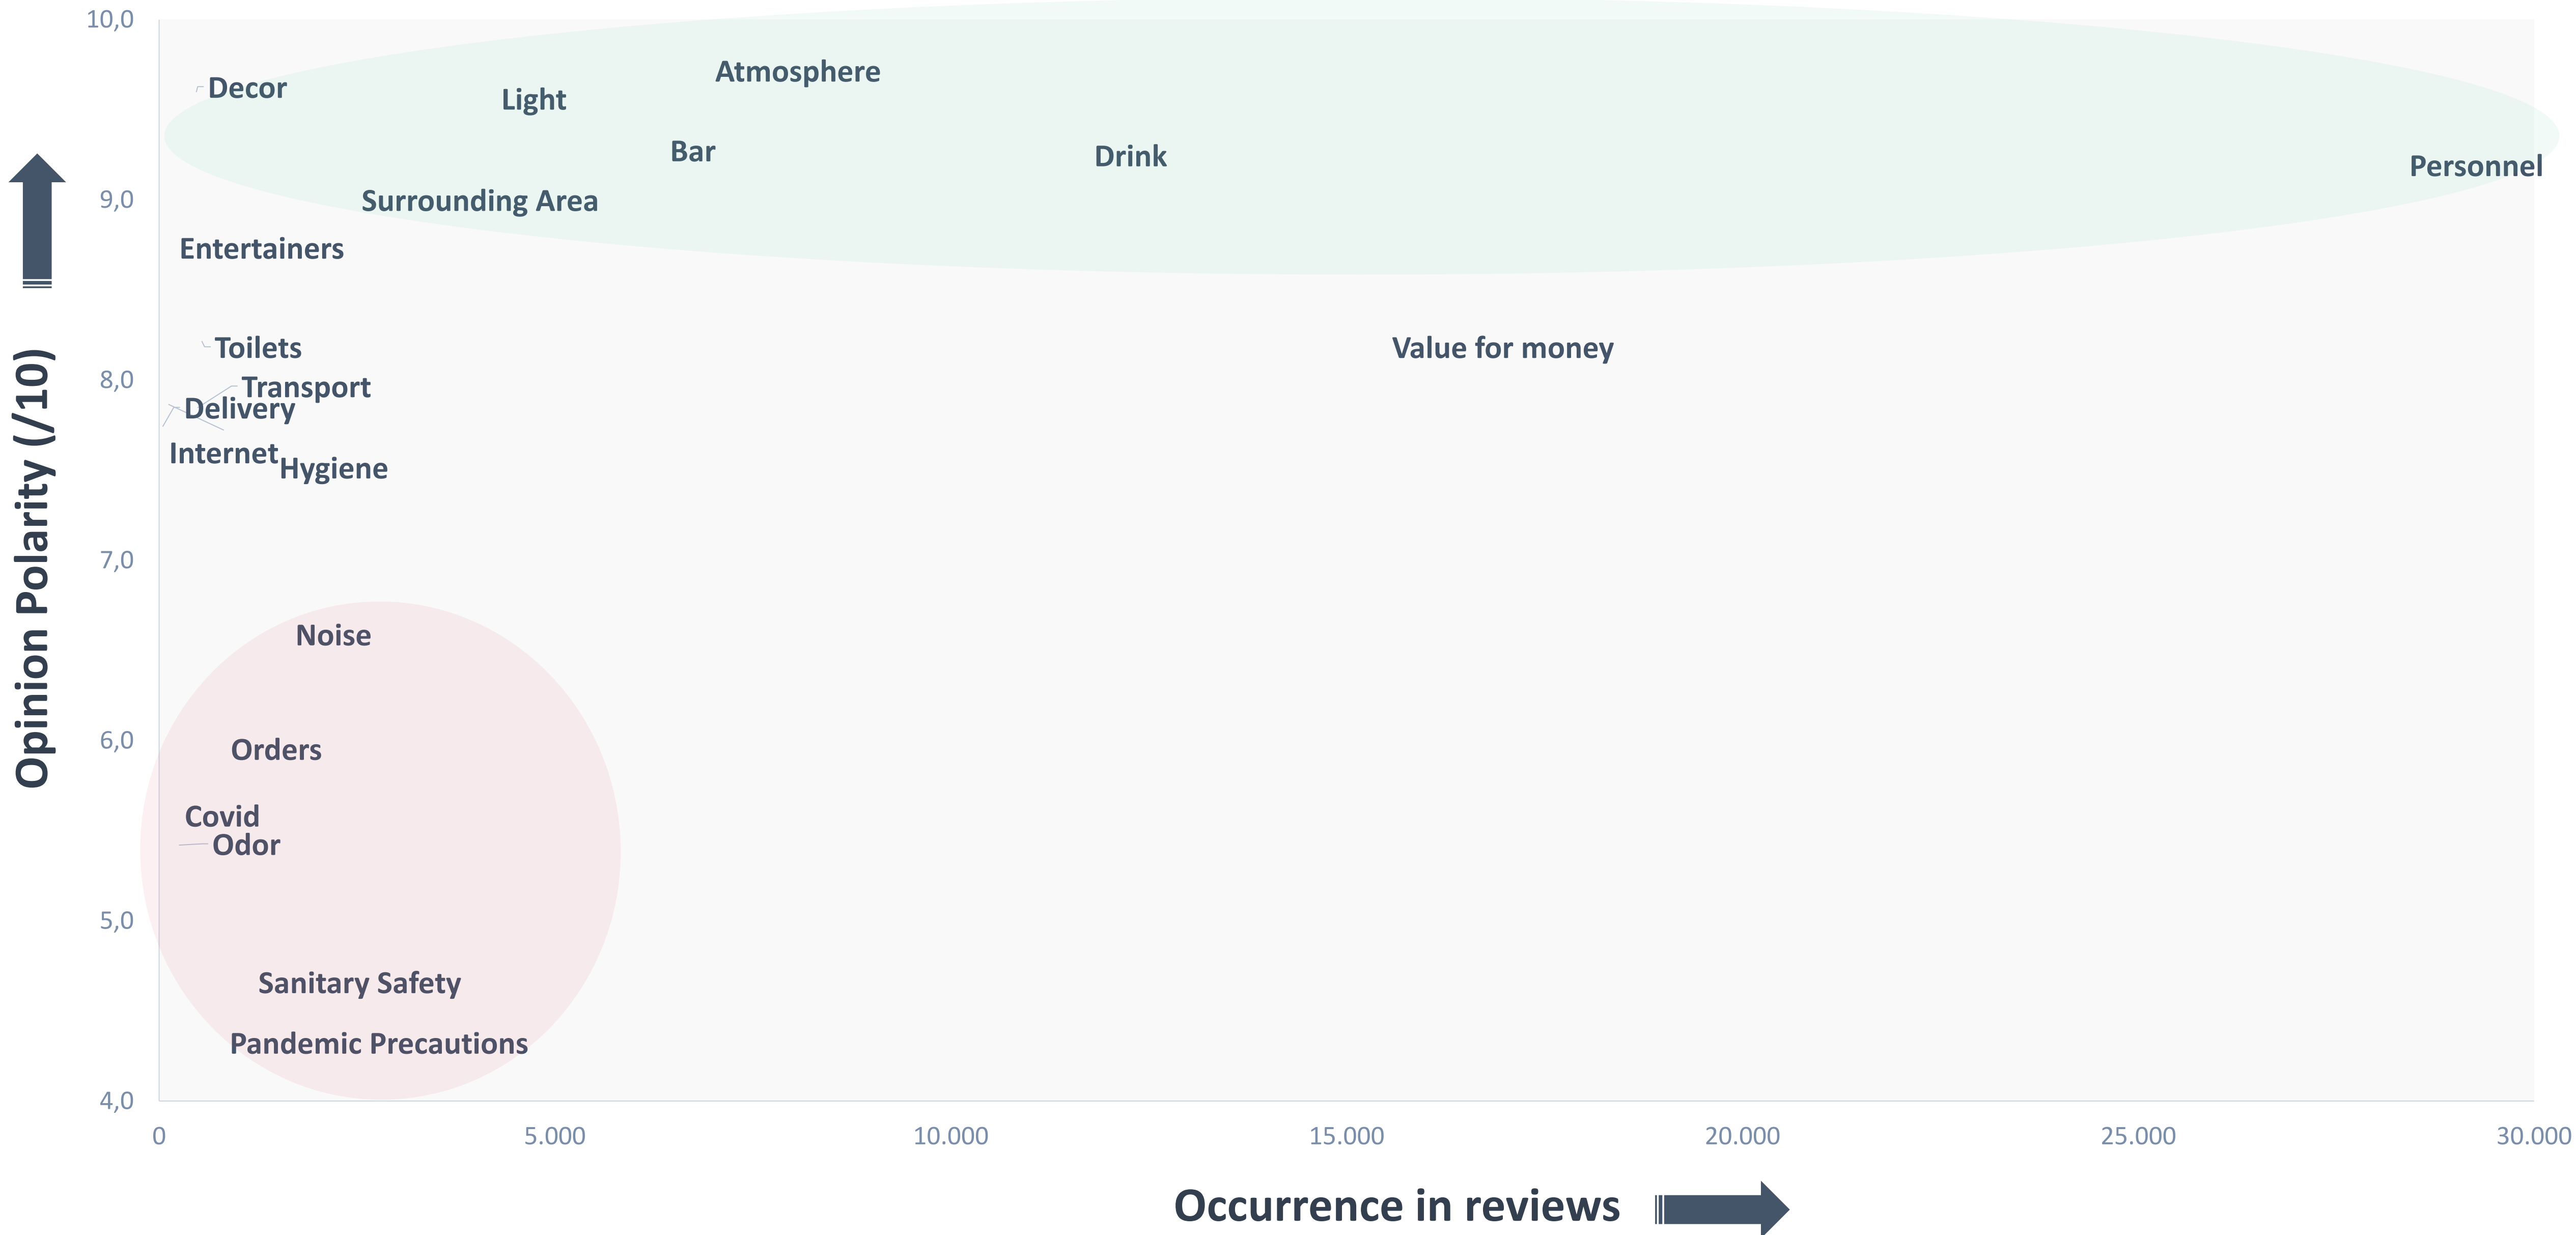 10,0
Atmosphere
Decor
Light
Bar
Drink
Personnel
9,0
Surrounding Area
Entertainers
Toilets
Value for money
8,0
Transport
Delivery
Internet
Hygiene
7,0
Noise
6,0
Orders
Covid
Odor
5,0
Sanitary Safety
Pandemic Precautions
4,0
Opinion Polarity (/10)
0
5.000
10.000
15.000
20.000
25.000
30.000
Occurrence in reviews